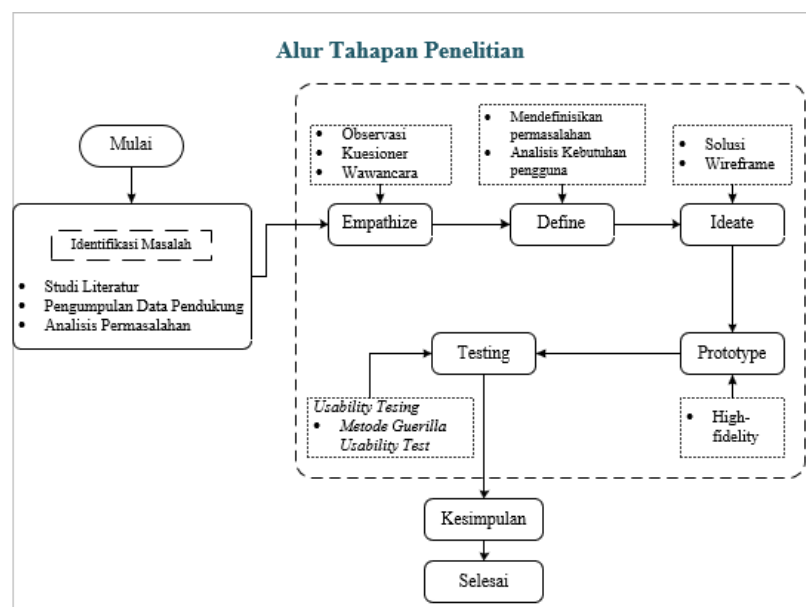 Alur Tahapan Penelitian
Mulai
Identifikasi Masalah
• Studi Literatur
• Pengumpulan Data Pendukung
• Analisis Permasalahan
• Observasi
• Kuesioner
• Wawancara
Empathize
• Mendefinisikan
permasalahan
• Analisis Kebutuhan
pengguna
Define
• Solusi
• Wireframe
Ideate
Prototype
• High-
fidelity
Testing
Usability Tesing
• Metode Guerilla
Usability Test
Kesimpulan
Selesai